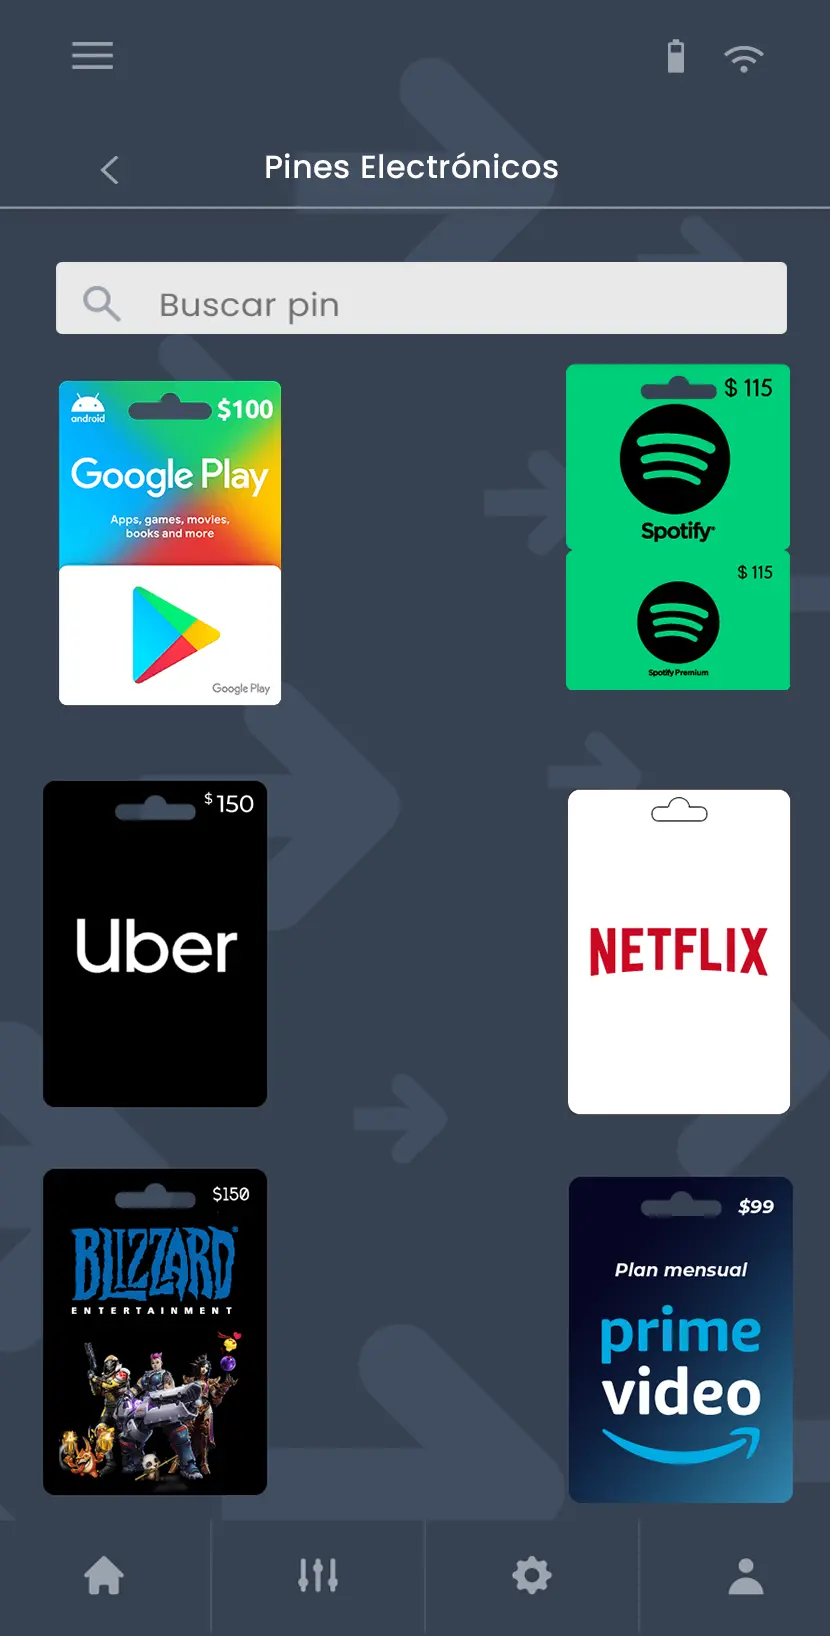 Pines Electrónicos
Buscar pin
android
$100
Google Play
Apps, games, movies,
books and more
Google Play
$ 115
Spotify
$ 115
Spotify Premium
$150
Uber
NETFLIX
$150
BLIZZARD
ENTERTAINMENT
$99
Plan mensual
prime
video